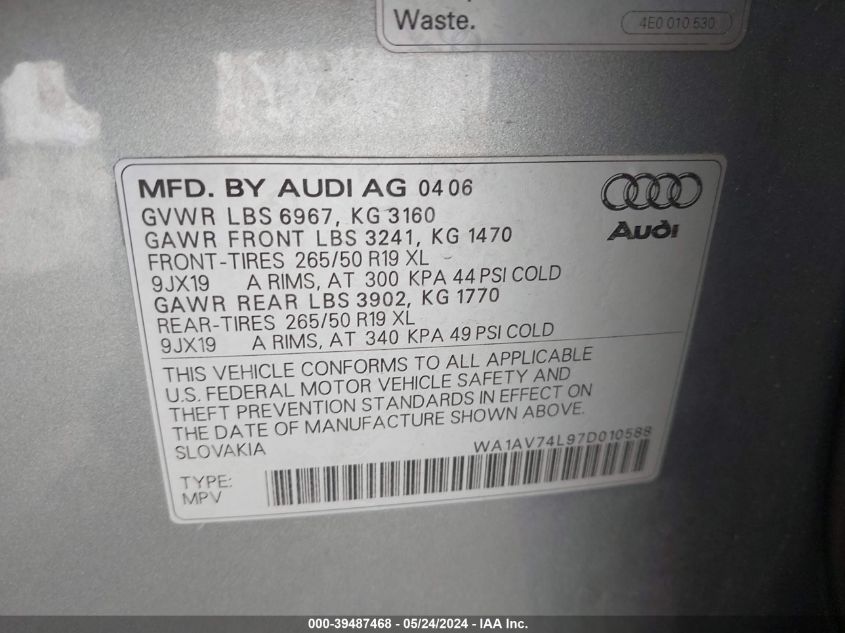 Waste.
4E0 010 530
MFD. BY AUDI AG 04 06
GVWR LBS 6967, KG 3160
GAWR FRONT LBS 3241, KG 1470
FRONT-TIRES 265/50 R19 XL
9JX19 A RIMS, AT 300 KPA 44 PSI COLD
GAWR REAR LBS 3902, KG 1770
REAR-TIRES 265/50 R19 XL
9JX19 A RIMS, AT 340 KPA 49 PSI COLD
Audi
THIS VEHICLE CONFORMS TO ALL APPLICABLE
U.S. FEDERAL MOTOR VEHICLE SAFETY AND
THEFT PREVENTION STANDARDS IN EFFECT ON
THE DATE OF MANUFACTURE SHOWN ABOVE.
SLOVAKIA WA1AV74L97D010588
TYPE:
MPV
000-39487468 - 05/24/2024 - IAA Inc.